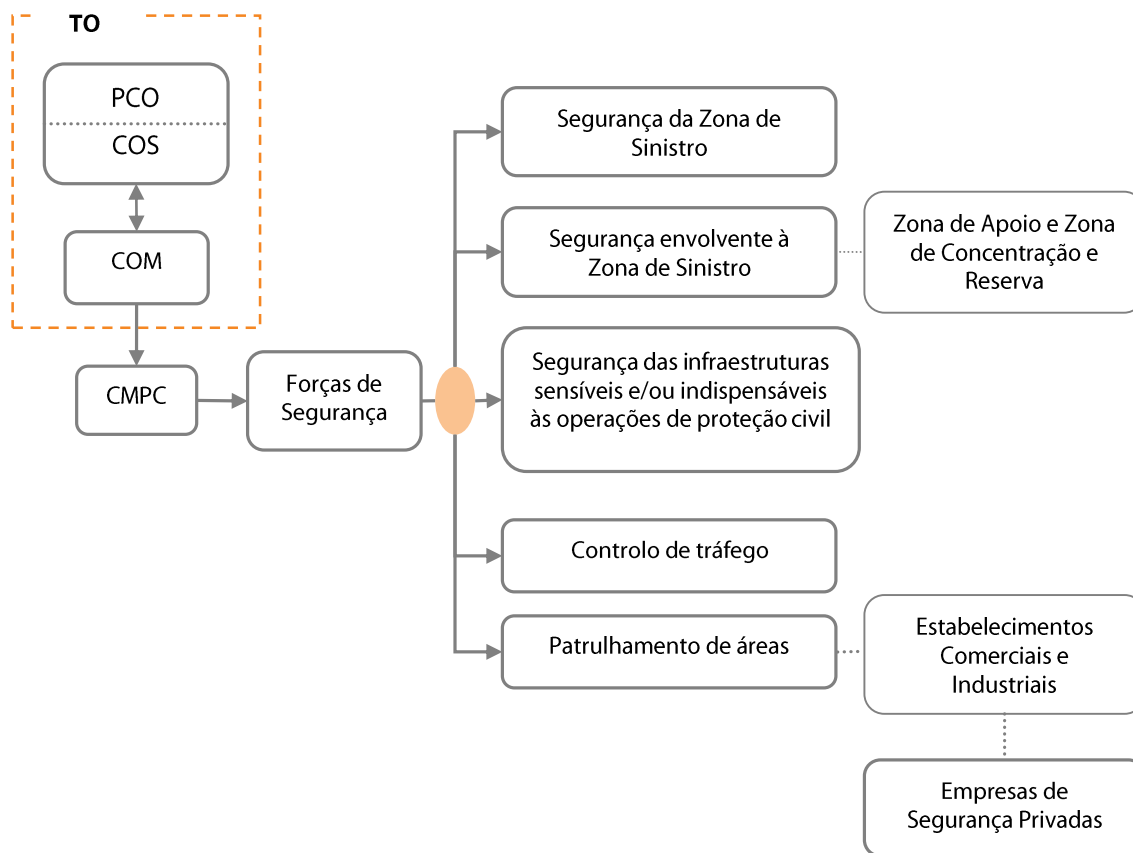 TO
PCO
COS
COM
CMPC
Forças de
Segurança
Segurança da Zona de
Sinistro
Segurança envolvente à
Zona de Sinistro
Zona de Apoio e Zona
de Concentração e
Reserva
Segurança das infraestruturas
sensíveis e/ou indispensáveis
às operações de proteção civil
Controlo de tráfego
Patrulhamento de áreas
Estabelecimentos
Comerciais e
Industriais
Empresas de
Segurança Privadas